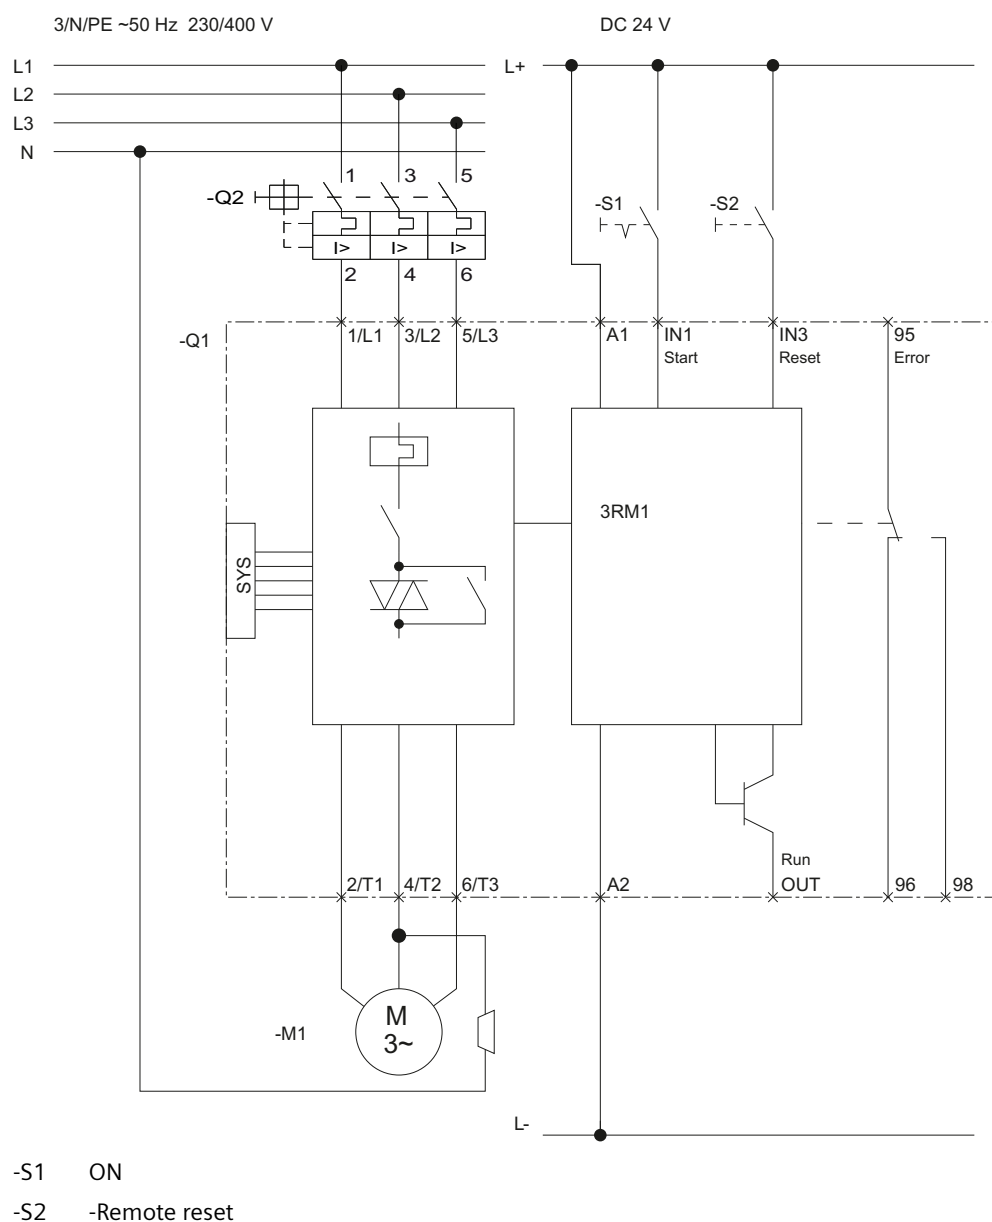 3/N/PE ~50 Hz 230/400 V
DC 24 V
L1
L+
L2
L3
N
1 3 5
-Q2
-S1
-S2
I> I> I>
2 4 6
-Q1
1/L1 3/L2 5/L3
A1 IN1 IN3 95
Start Reset Error
3RM1
SYS
Run
2/T1 4/T2 6/T3
A2 OUT 96 98
M
3~
-M1
L-
-S1 ON
-S2 -Remote reset